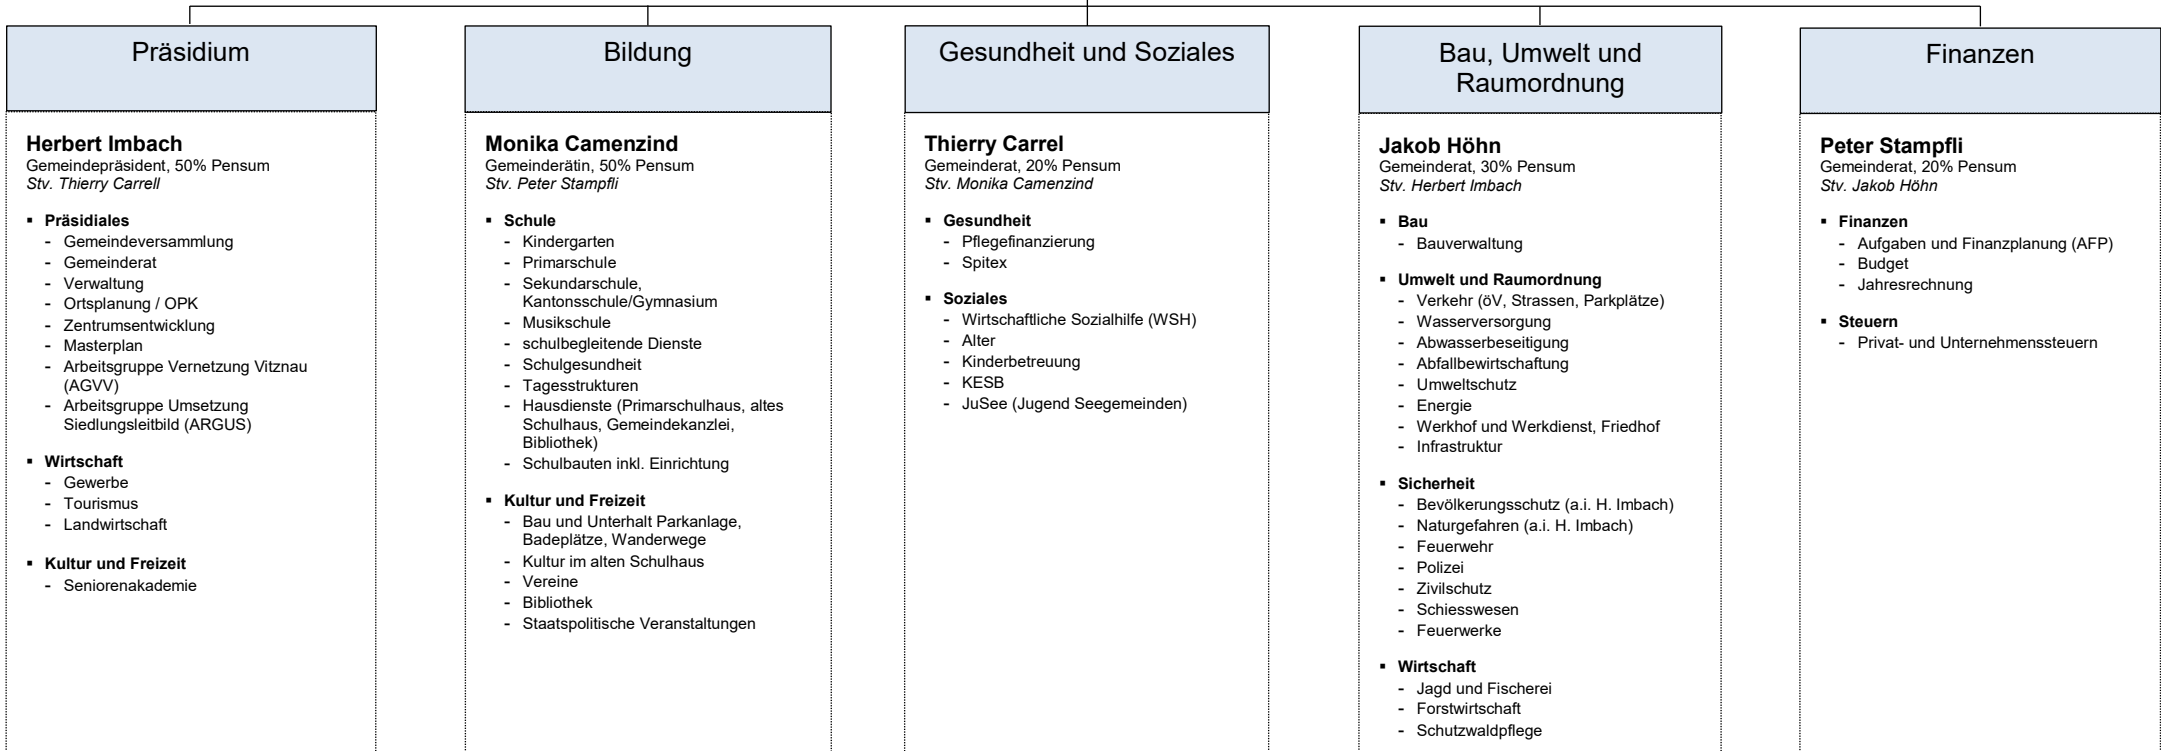 Präsidium
Herbert Imbach
Gemeindepräsident, 50% Pensum
Stv. Thierry Carrell
▪ Präsidiales
- Gemeindeversammlung
- Gemeinderat
- Verwaltung
- Ortsplanung / OPK
- Zentrumsentwicklung
- Masterplan
- Arbeitsgruppe Vernetzung Vitznau
(AGVV)
- Arbeitsgruppe Umsetzung
Siedlungsleitbild (ARGUS)
▪ Wirtschaft
- Gewerbe
- Tourismus
- Landwirtschaft
▪ Kultur und Freizeit
- Seniorenakademie
Bildung
Monika Camenzind
Gemeinderätin, 50% Pensum
Stv. Peter Stampfli
▪ Schule
- Kindergarten
- Primarschule
- Sekundarschule,
Kantonsschule/Gymnasium
- Musikschule
- schulbegleitende Dienste
- Schulgesundheit
- Tagesstrukturen
- Hausdienste (Primarschulhaus, altes
Schulhaus, Gemeindekanzlei,
Bibliothek)
- Schulbauten inkl. Einrichtung
▪ Kultur und Freizeit
- Bau und Unterhalt Parkanlage,
Badeplätze, Wanderwege
- Kultur im alten Schulhaus
- Vereine
- Bibliothek
- Staatspolitische Veranstaltungen
Gesundheit und Soziales
Thierry Carrel
Gemeinderat, 20% Pensum
Stv. Monika Camenzind
▪ Gesundheit
- Pflegefinanzierung
- Spitex
▪ Soziales
- Wirtschaftliche Sozialhilfe (WSH)
- Alter
- Kinderbetreuung
- KESB
- JuSee (Jugend Seegemeinden)
Bau, Umwelt und
Raumordnung
Jakob Höhn
Gemeinderat, 30% Pensum
Stv. Herbert Imbach
▪ Bau
- Bauverwaltung
▪ Umwelt und Raumordnung
- Verkehr (öV, Strassen, Parkplätze)
- Wasserversorgung
- Abwasserbeseitigung
- Abfallbewirtschaftung
- Umweltschutz
- Energie
- Werkhof und Werkdienst, Friedhof
- Infrastruktur
▪ Sicherheit
- Bevölkerungsschutz (a.i. H. Imbach)
- Naturgefahren (a.i. H. Imbach)
- Feuerwehr
- Polizei
- Zivilschutz
- Schiesswesen
- Feuerwerke
▪ Wirtschaft
- Jagd und Fischerei
- Forstwirtschaft
- Schutzwaldpflege
Finanzen
Peter Stampfli
Gemeinderat, 20% Pensum
Stv. Jakob Höhn
▪ Finanzen
- Aufgaben und Finanzplanung (AFP)
- Budget
- Jahresrechnung
▪ Steuern
- Privat- und Unternehmenssteuern